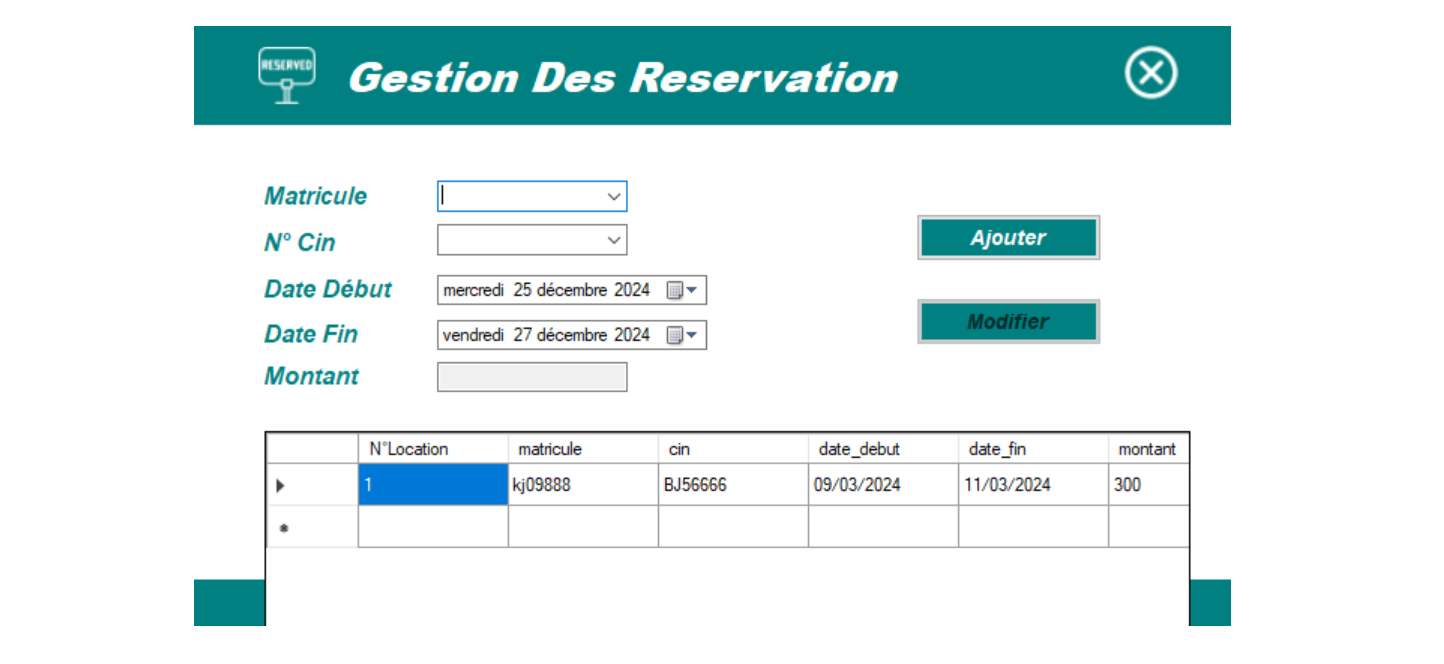 RESERVED
Gestion Des Reservation
Matricule
N° Cin
Ajouter
Date Début mercredi 25 décembre 2024
Modifier
Date Fin vendredi 27 décembre 2024
Montant
N°Location matricule cin date_debut date_fin montant
1 kj09888 BJ56666 09/03/2024 11/03/2024 300